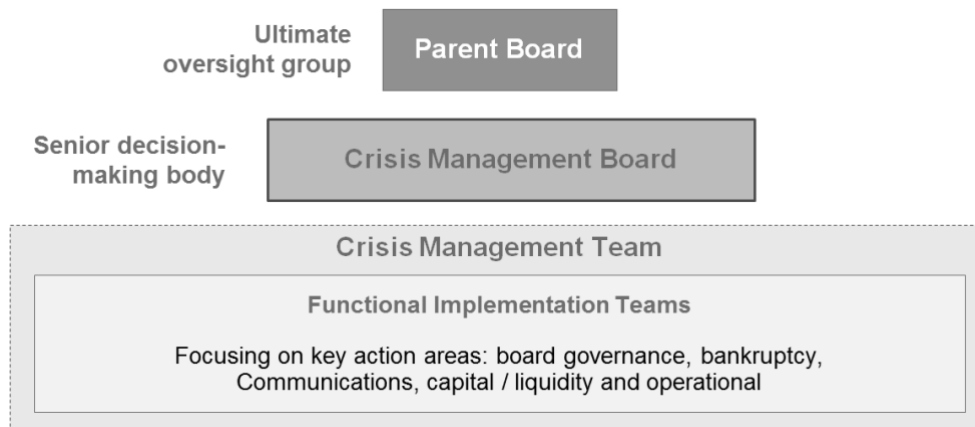 Ultimate
oversight group
Parent Board
Senior decision-
making body
Crisis Management Board
Crisis Management Team
Functional Implementation Teams
Focusing on key action areas: board governance, bankruptcy,
Communications, capital / liquidity and operational